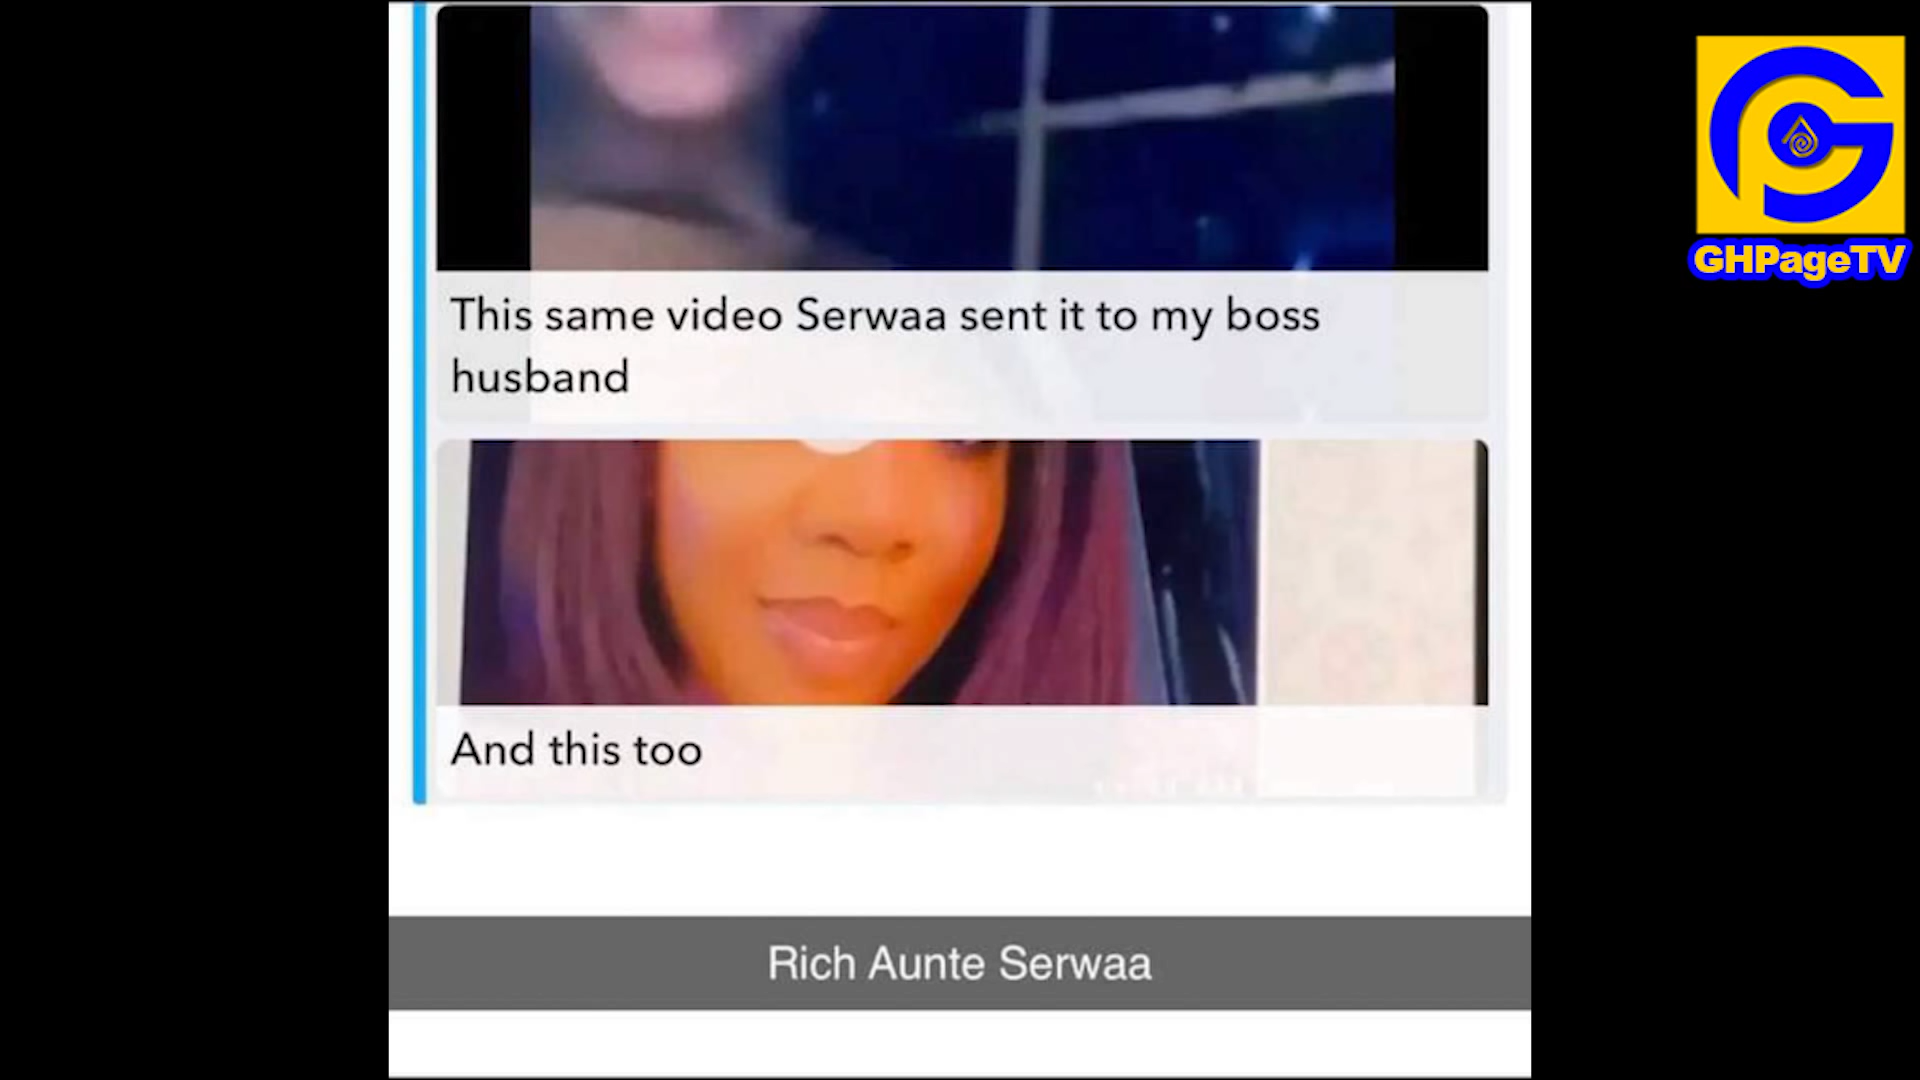 GHPageTV
This same video Serwaa sent it to my boss
husband
And this too
Rich Aunte Serwaa